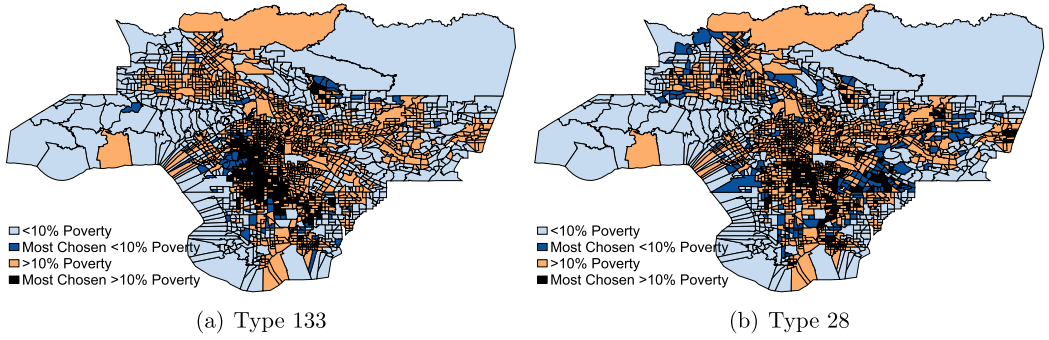 <10% Poverty
Most Chosen <10% Poverty
>10% Poverty
Most Chosen >10% Poverty
(a) Type 133
<10% Poverty
Most Chosen <10% Poverty
>10% Poverty
Most Chosen >10% Poverty
(b) Type 28